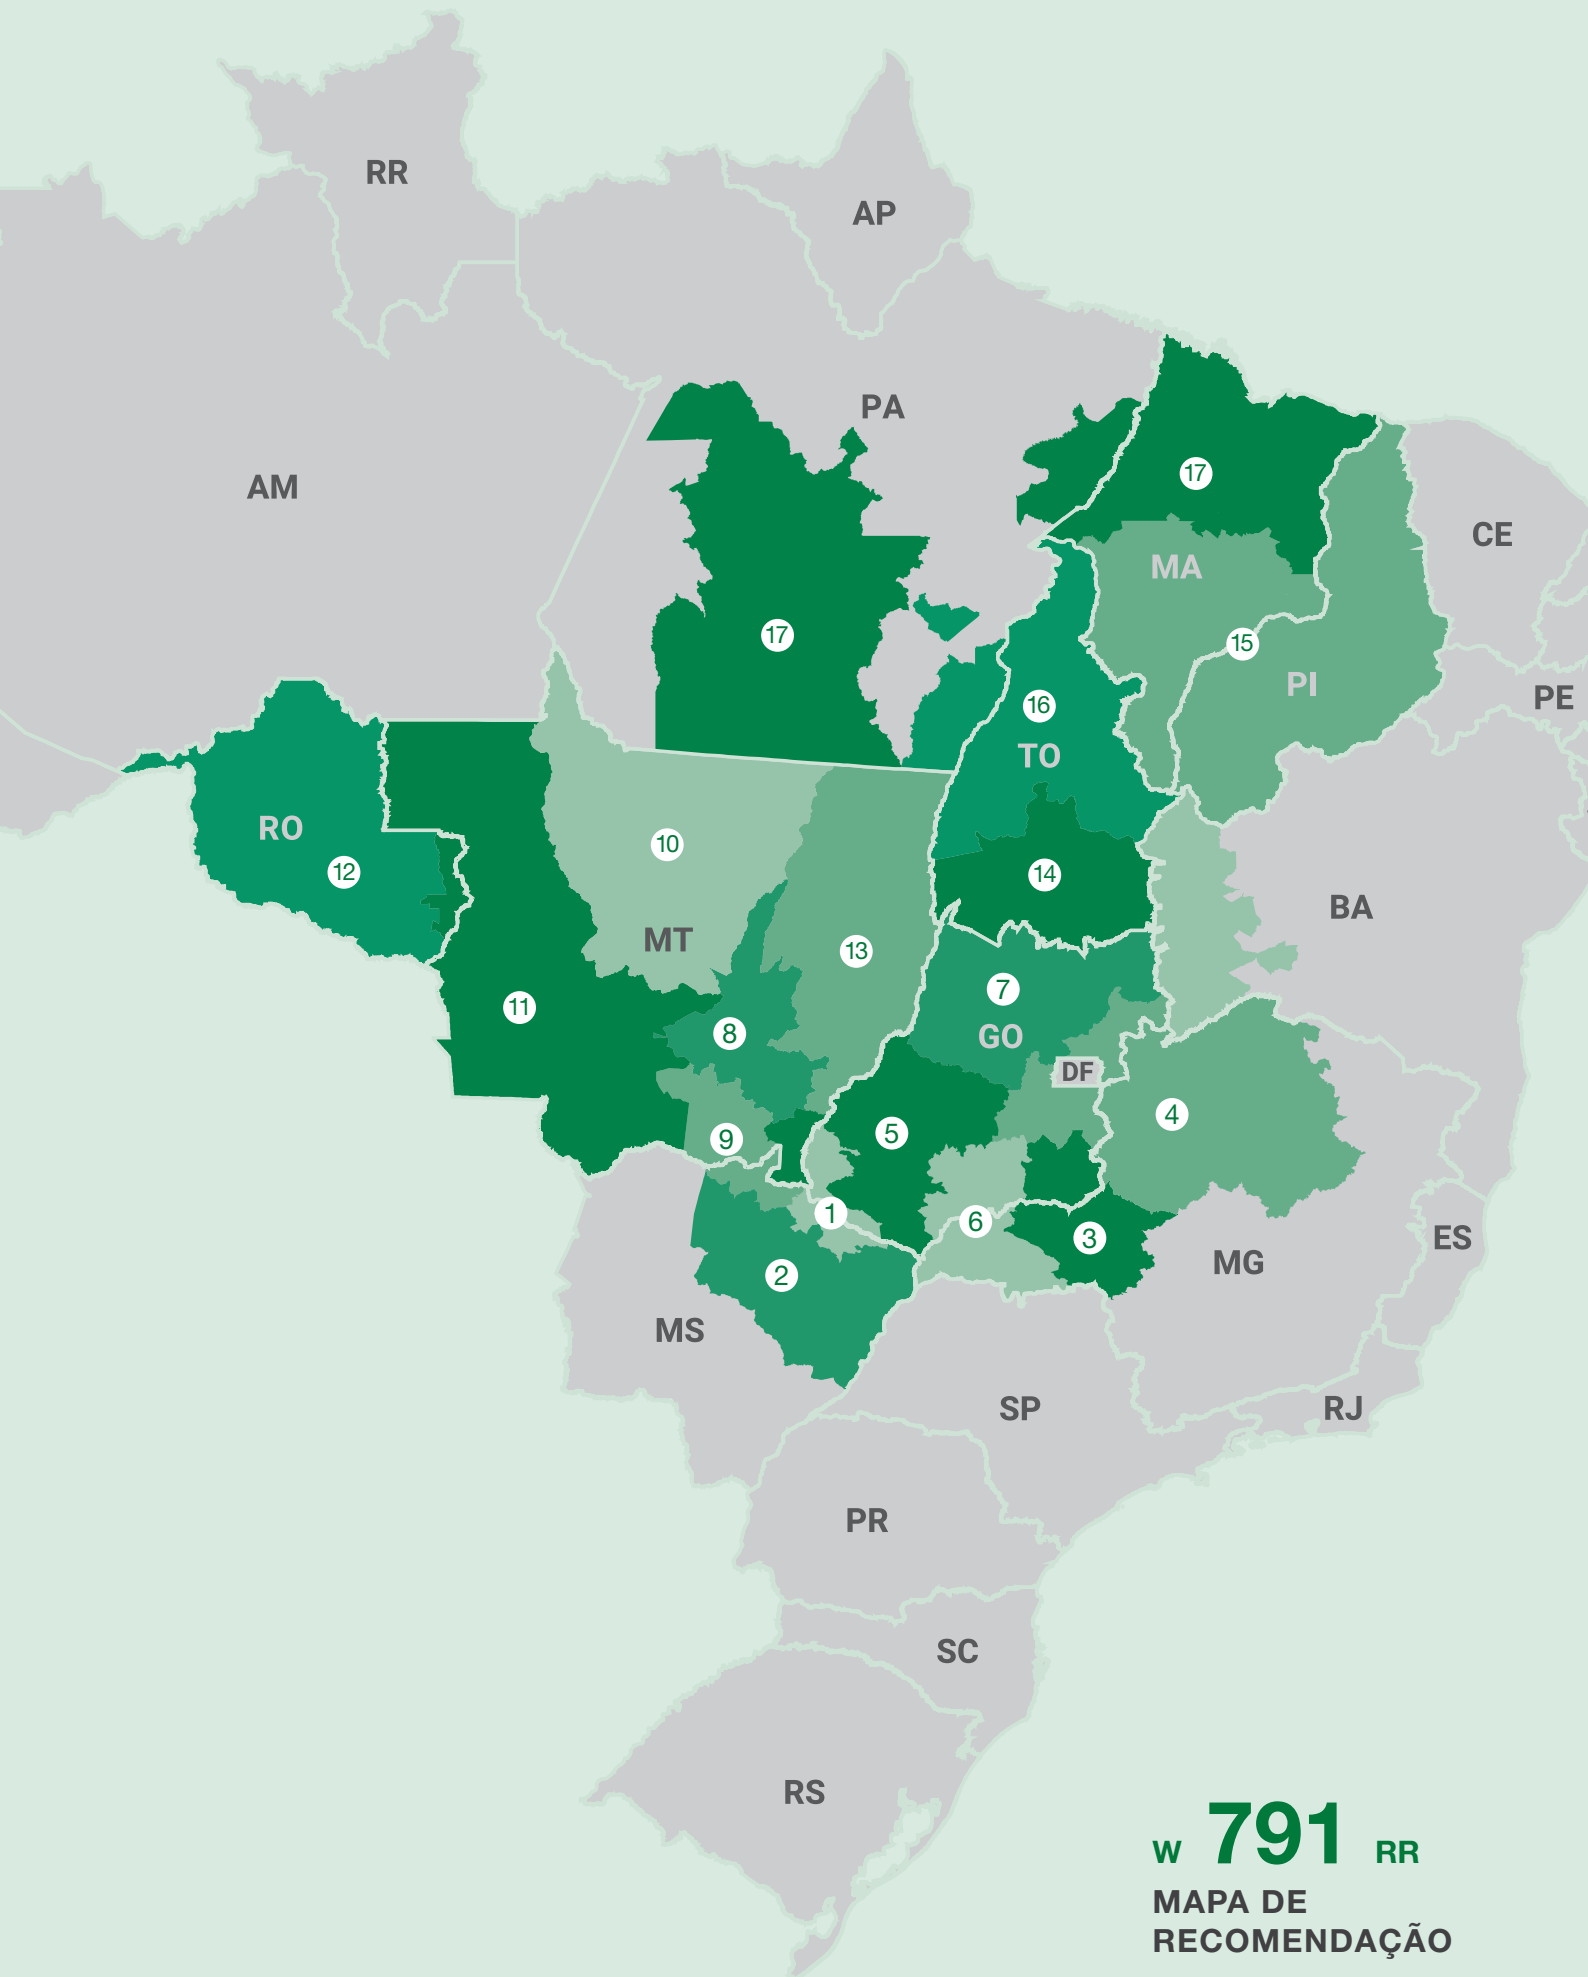 RR
AP
PA
AM
17
MA
CE
17
15
PI
PE
16
TO
RO
12
10
14
BA
MT
13
7
11
8
GO
DF
4
5
9
1
6
3
ES
2
MG
MS
SP
RJ
PR
SC
RS
W 791 RR
MAPA DE
RECOMENDAÇÃO